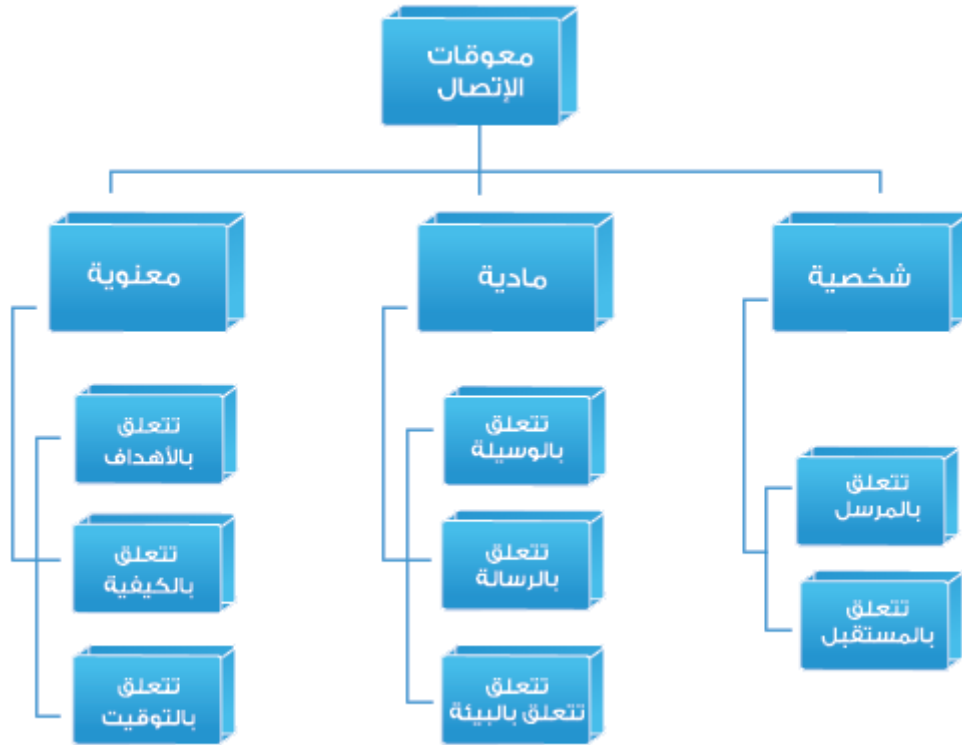 معوقات
الإتصال
شخصية
مادية
معنوية
تتعلق
بالمرسل
تتعلق
بالمستقبل
تتعلق
بالوسيلة
تتعلق
بالرسالة
تتعلق
تتعلق بالبيئة
تتعلق
بالأهداف
تتعلق
بالكيفية
تتعلق
بالتوقيت